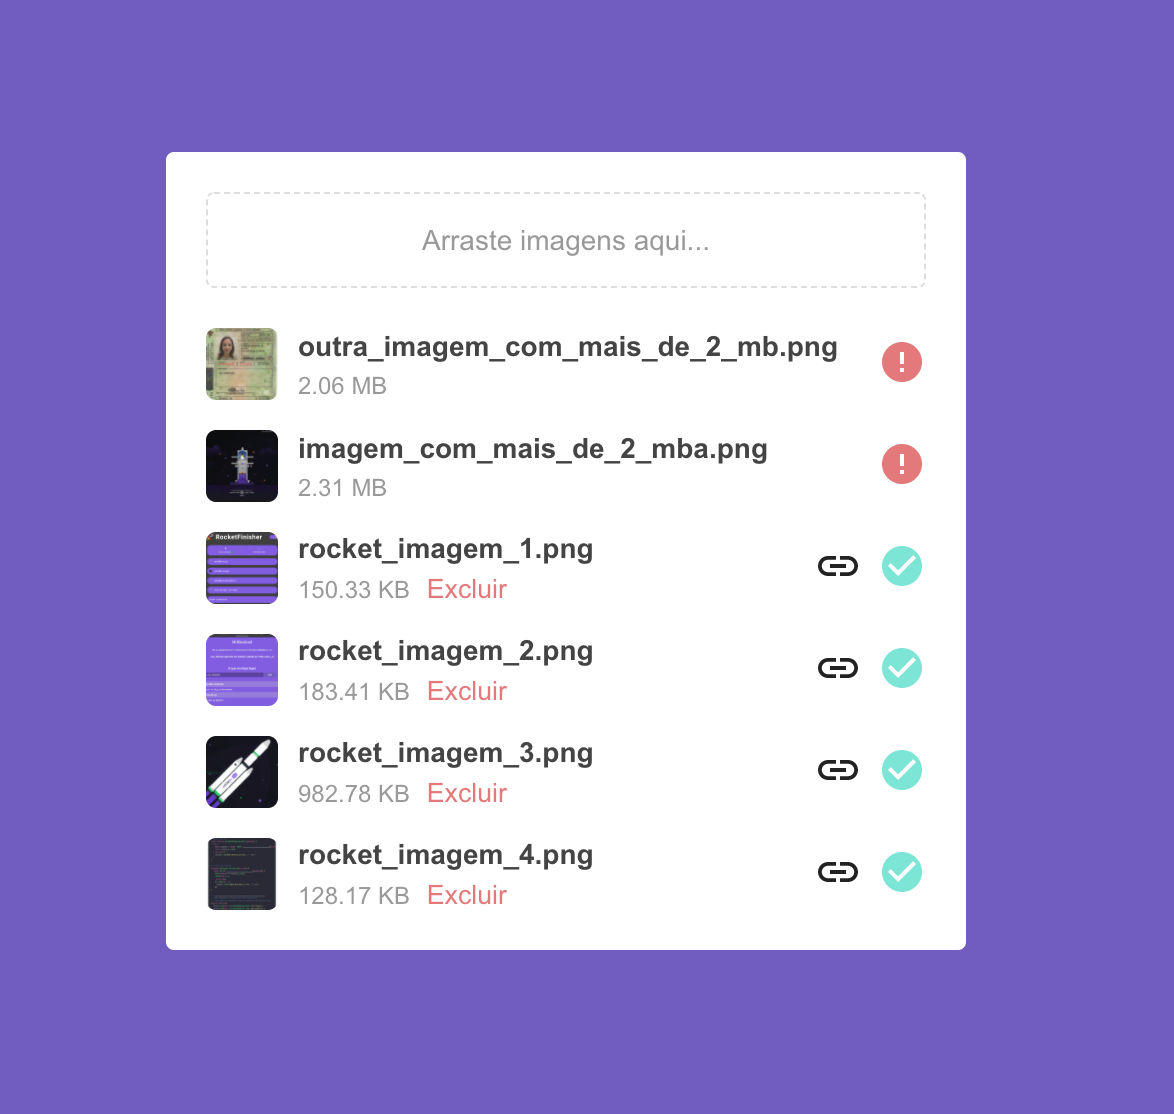 Arraste imagens aqui...
outra_imagem_com_mais_de_2_mb.png
2.06 MB
imagem_com_mais_de_2_mba.png
2.31 MB
RocketFinisher
rocket_imagem_1.png
150.33 KB Excluir
rocket_imagem_2.png
183.41 KB Excluir
rocket_imagem_3.png
982.78 KB Excluir
rocket_imagem_4.png
128.17 KB Excluir